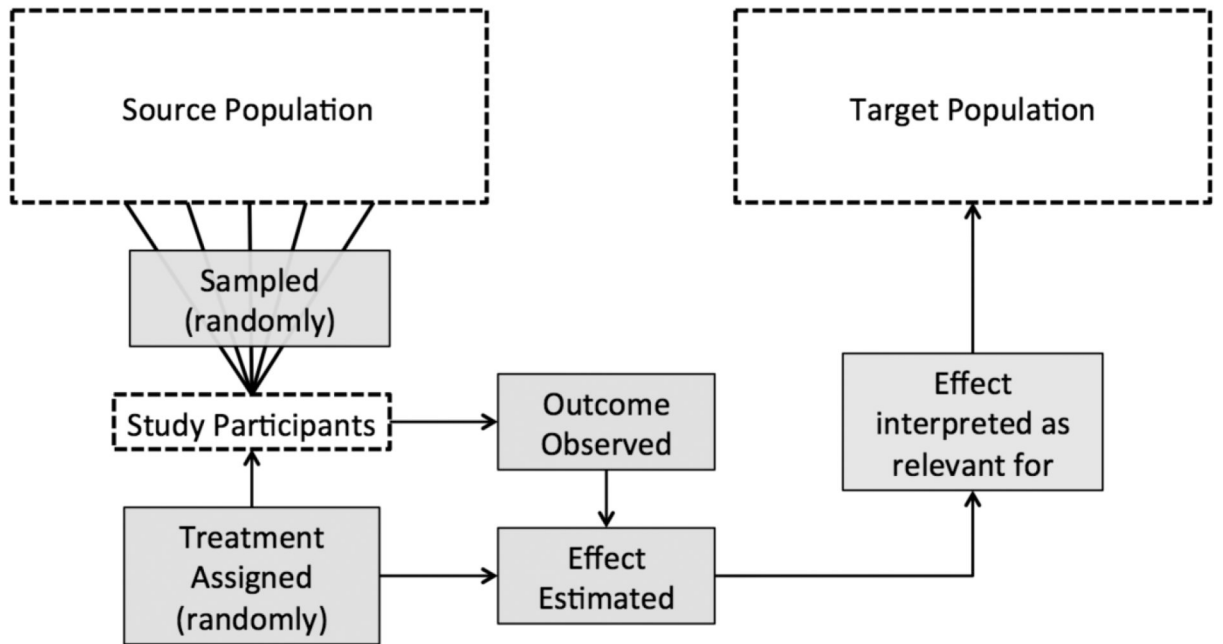 Source Population
Target Population
Sampled
(randomly)
Study Participants
Outcome
Observed
Effect
interpreted as
relevant for
Treatment
Assigned
(randomly)
Effect
Estimated